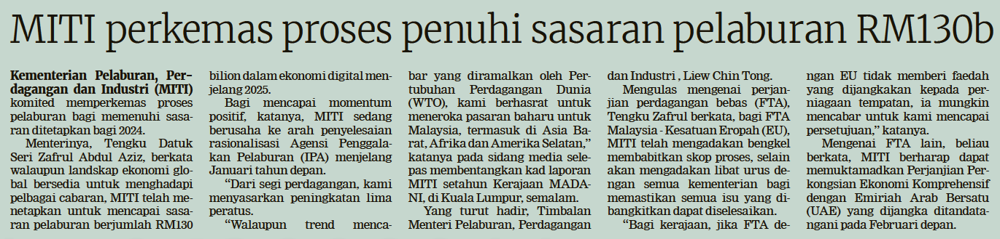 MITI perkemas proses penuhi sasaran pelaburan RM130b
Kementerian Pelaburan, Per-
dagangan dan Industri (MITI)
komited memperkemas proses
pelaburan bagi memenuhi sasa-
ran ditetapkan bagi 2024.
Menterinya, Tengku Datuk
Seri Zafrul Abdul Aziz, berkata
walaupun landskap ekonomi glo-
bal bersedia untuk menghadapi
pelbagai cabaran, MITI telah me-
netapkan untuk mencapai sasa-
ran pelaburan berjumlah RM130
bilion dalam ekonomi digital men-
jelang 2025.
Bagi mencapai momentum
positif, katanya, MITI sedang
berusaha ke arah penyelesaian
rasionalisasi Agensi Penggala-
kan Pelaburan (IPA) menjelang
Januari tahun depan.
“Dari segi perdagangan, kami
menyasarkan peningkatan lima
peratus.
“Walaupun trend menca-
bar yang diramalkan oleh Per-
tubuhan Perdagangan Dunia
(WTO), kami berhasrat untuk
meneroka pasaran baharu untuk
Malaysia, termasuk di Asia Ba-
rat, Afrika dan Amerika Selatan,”
katanya pada sidang media sele-
pas membentangkan kad laporan
MITI setahun Kerajaan MADA-
NI, di Kuala Lumpur, semalam.
Yang turut hadir, Timbalan
Menteri Pelaburan, Perdagangan
dan Industri , Liew Chin Tong.
Mengulas mengenai perjan-
jian perdagangan bebas (FTA),
Tengku Zafrul berkata, bagi FTA
Malaysia - Kesatuan Eropah (EU),
MITI telah mengadakan bengkel
membabitkan skop proses, selain
akan mengadakan libat urus de-
ngan semua kementerian bagi
memastikan semua isu yang di-
bangkitkan dapat diselesaikan.
“Bagi kerajaan, jika FTA de-
ngan EU tidak memberi faedah
yang dijangkakan kepada per-
niagaan tempatan, ia mungkin
mencabar untuk kami mencapai
persetujuan,” katanya.
Mengenai FTA lain, beliau
berkata, MITI berharap dapat
memuktamadkan Perjanjian Per-
kongsian Ekonomi Komprehensif
dengan Emiriah Arab Bersatu
(UAE) yang dijangka ditandata-
ngani pada Februari depan.